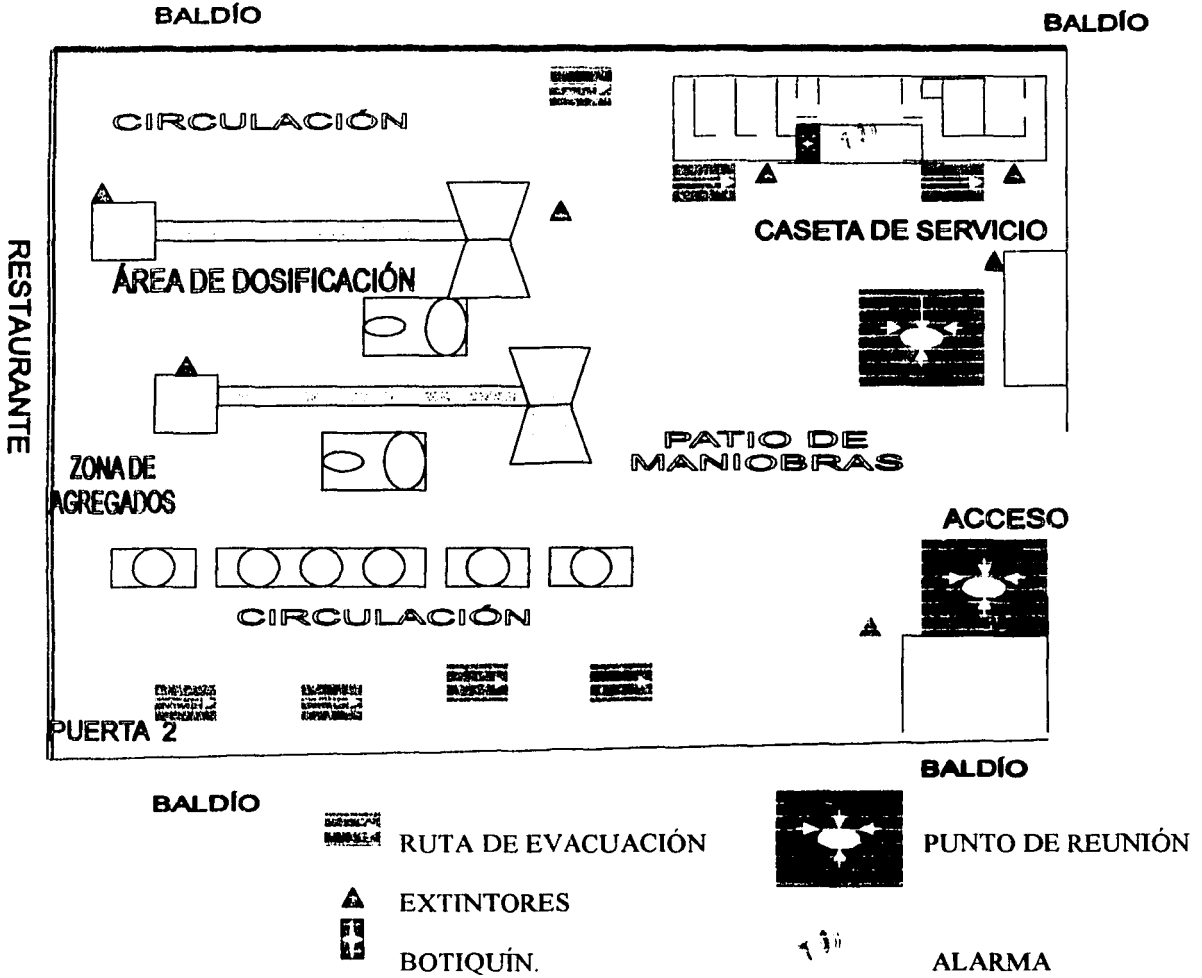 BALDÍO
BALDÍO
CIRCULACIÓN
CASETA DE SERVICIO
ÁREA DE DOSIFICACIÓN
RESTAURANTE
PATIO DE
MANIOBRAS
ZONA DE
AGREGADOS
ACCESO
CIRCULACIÓN
PUERTA 2
BALDÍO
BALDÍO
RUTA DE EVACUACIÓN
PUNTO DE REUNIÓN
EXTINTORES
BOTIQUÍN.
ALARMA